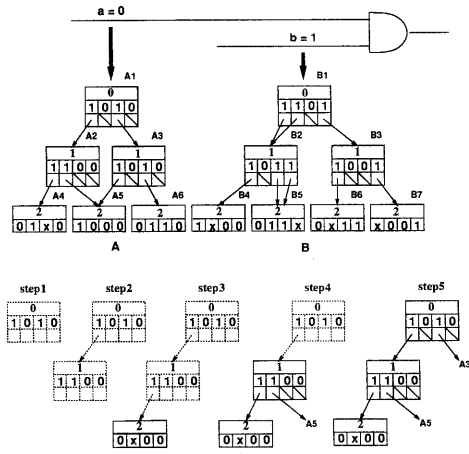 a = 0
b = 1
A1
B1
0
0
1 0 1 0
1 1 0 1
A2
A3
B2
B3
1
1
1
1
1 1 0 0
1 0 1 0
1 0 1 1
1 0 0 1
A4
A5
A6
B4
B5
B6
B7
2
2
2
2
2
2
2
0 1 x 0
1 0 0 0
0 1 1 0
1 x 0 0
0 1 1 x
0 x 1 1
x 0 0 1
A
B
step1
step2
step3
step4
step5
0
0
0
0
0
1 0 1 0
1 0 1 0
1 0 1 0
1 0 1 0
1 0 1 0
A3
1
1
1
1
1 1 0 0
1 1 0 0
1 1 0 0
1 1 0 0
A5
A5
2
2
2
0 x 0 0
0 x 0 0
0 x 0 0